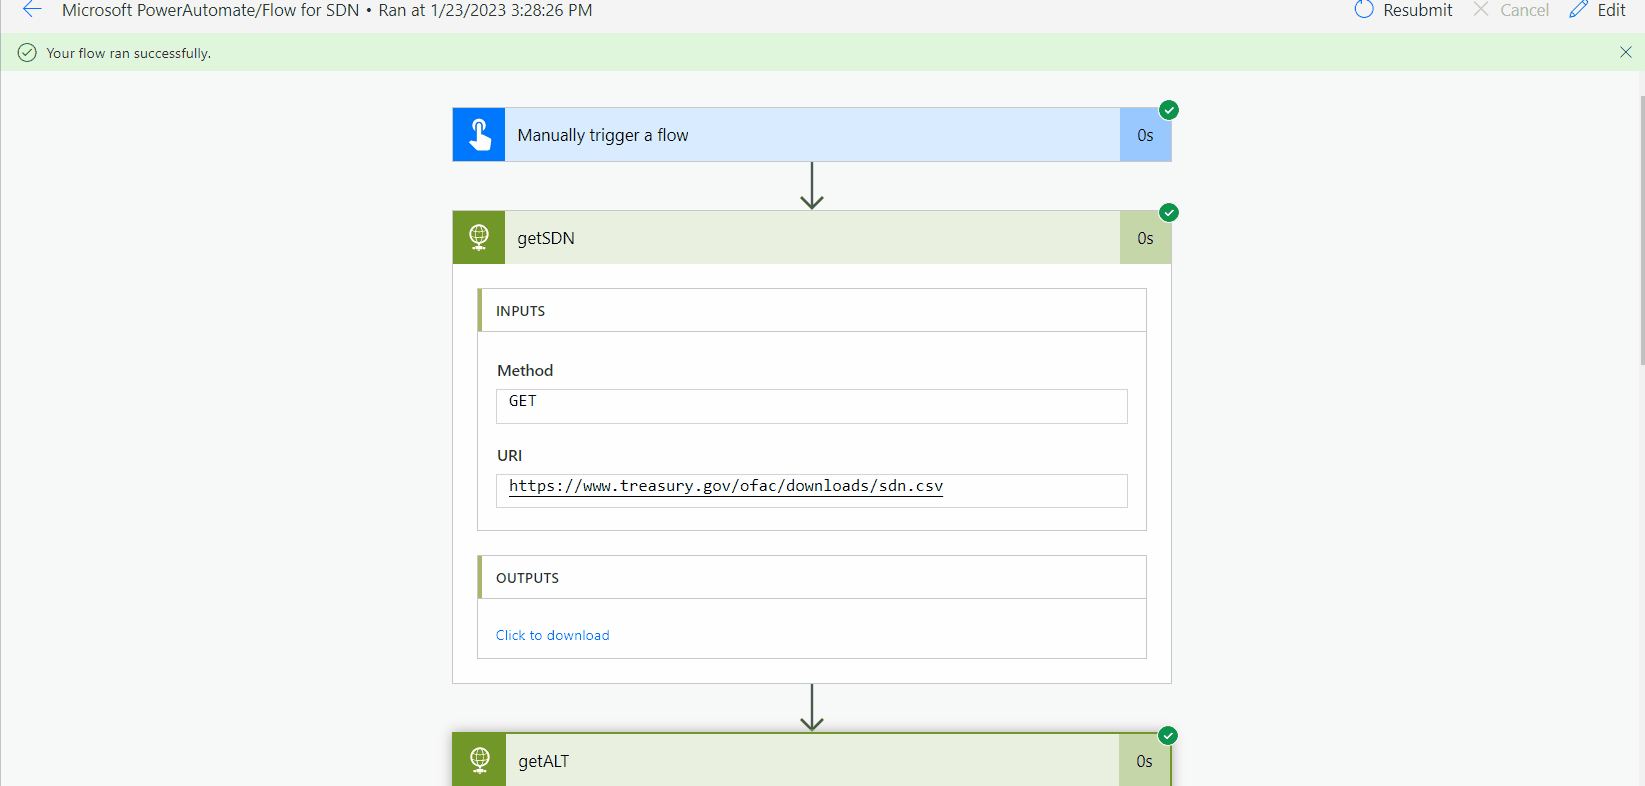 Microsoft PowerAutomate/Flow for SDN • Ran at 1/23/2023 3:28:26 PM
Resubmit
Cancel
Edit
Your flow ran successfully.
Manually trigger a flow
0s
getSDN
0s
INPUTS
Method
GET
URI
https://www.treasury.gov/ofac/downloads/sdn.csv
OUTPUTS
Click to download
getALT
0s